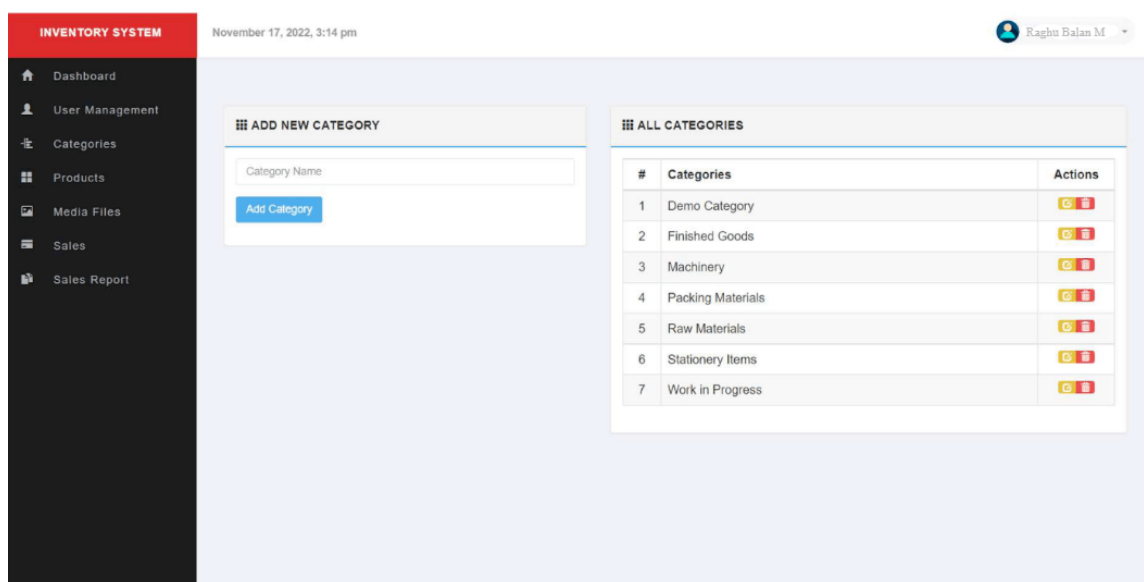 INVENTORY SYSTEM
November 17, 2022, 3:14 pm
Raghu Balan M
Dashboard
User Management
Categories
Products
Media Files
Sales
Sales Report
ADD NEW CATEGORY
Category Name
Add Category
ALL CATEGORIES
# Categories Actions
1 Demo Category
2 Finished Goods
3 Machinery
4 Packing Materials
5 Raw Materials
6 Stationery Items
7 Work in Progress